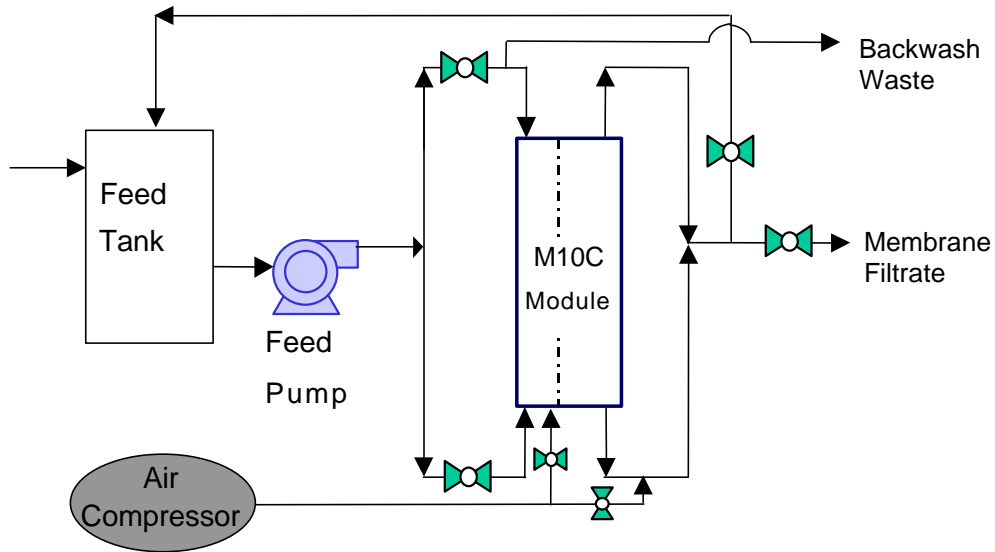 Backwash
Waste
Feed
Tank
M10C
Module
Membrane
Filtrate
Feed
Pump
Air
Compressor